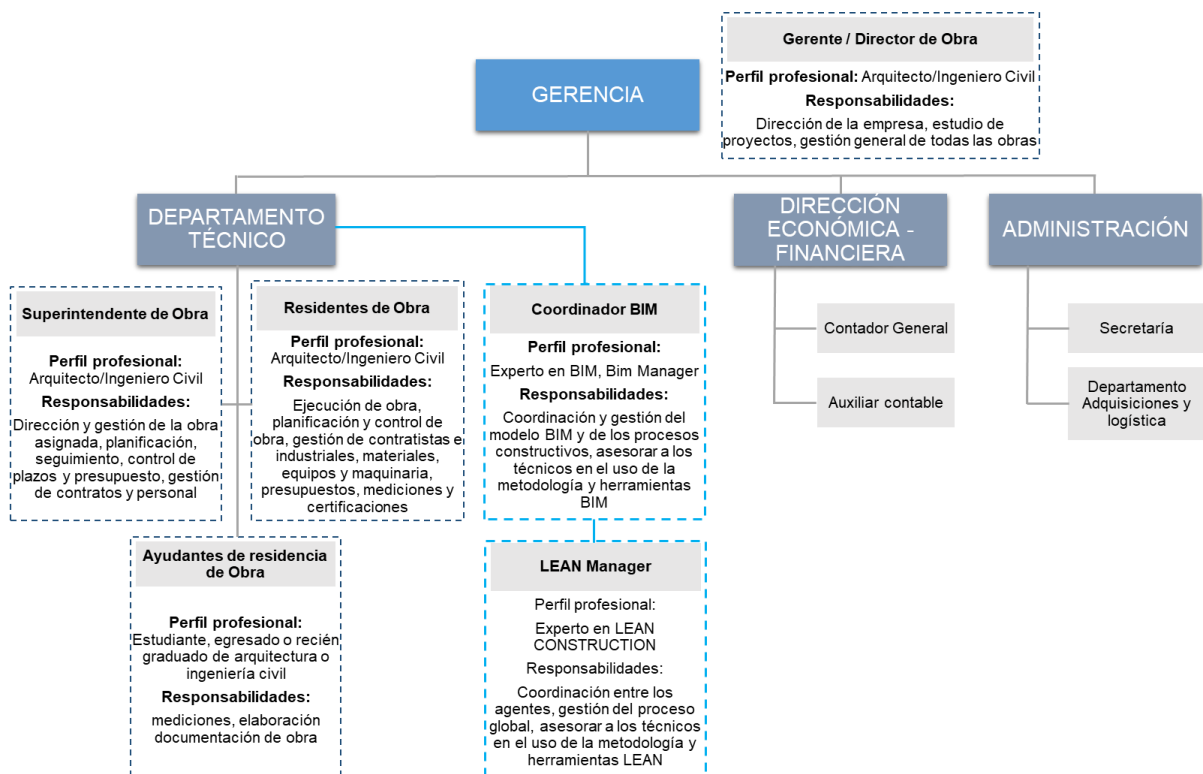 Gerente / Director de Obra
Perfil profesional: Arquitecto/Ingeniero Civil
Responsabilidades:
Dirección de la empresa, estudio de
proyectos, gestión general de todas las obras
GERENCIA
DEPARTAMENTO
TÉCNICO
DIRECCIÓN
ECONÓMICA -
FINANCIERA
ADMINISTRACIÓN
Superintendente de Obra
Perfil profesional:
Arquitecto/Ingeniero Civil
Responsabilidades:
Dirección y gestión de la obra
asignada, planificación,
seguimiento, control de
plazos y presupuesto, gestión
de contratos y personal
Residentes de Obra
Perfil profesional:
Arquitecto/Ingeniero Civil
Responsabilidades:
Ejecución de obra,
planificación y control de
obra, gestión de contratistas e
industriales, materiales,
equipos y maquinaria,
presupuestos, mediciones y
certificaciones
Coordinador BIM
Perfil profesional:
Experto en BIM, Bim Manager
Responsabilidades:
Coordinación y gestión del
modelo BIM y de los procesos
constructivos, asesorar a los
técnicos en el uso de la
metodología y herramientas
BIM
Contador General
Auxiliar contable
Secretaría
Departamento
Adquisiciones y
logística
Ayudantes de residencia
de Obra
Perfil profesional:
Estudiante, egresado o recién
graduado de arquitectura o
ingeniería civil
Responsabilidades:
mediciones, elaboración
documentación de obra
LEAN Manager
Perfil profesional:
Experto en LEAN
CONSTRUCTION
Responsabilidades:
Coordinación entre los
agentes, gestión del proceso
global, asesorar a los técnicos
en el uso de la metodología y
herramientas LEAN